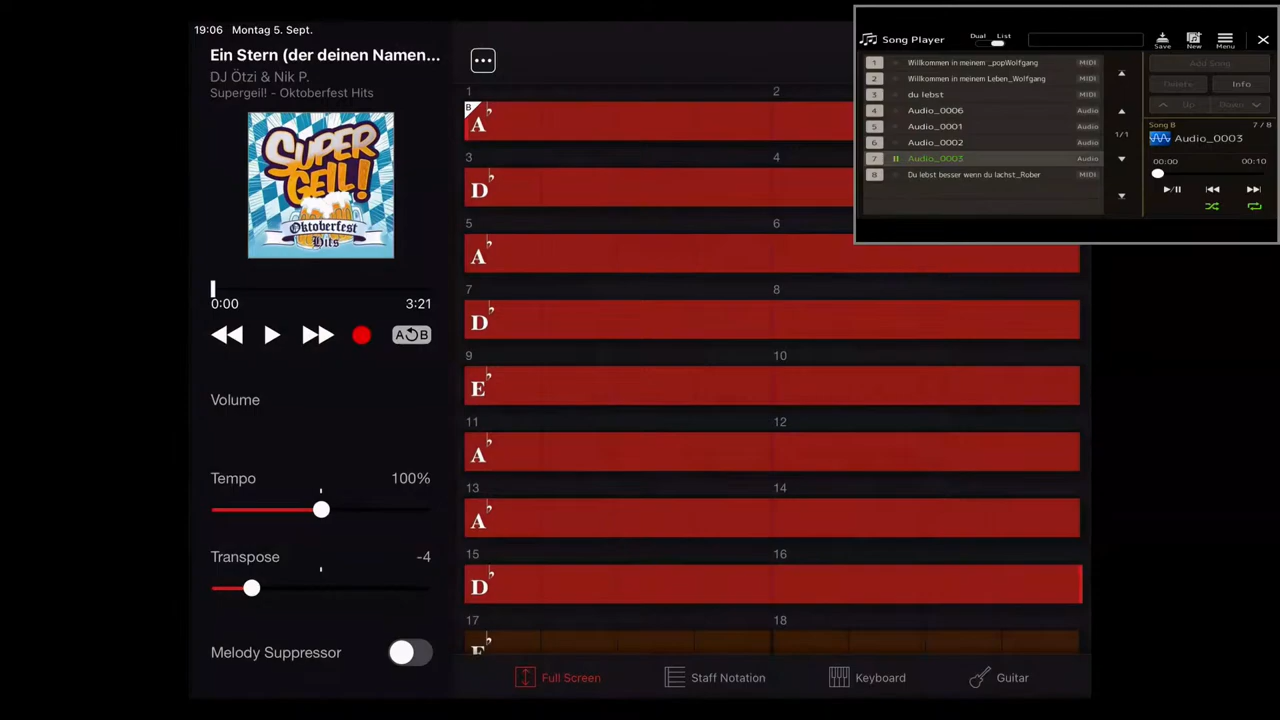 19:06 Montag 5. Sept.
Ein Stern (der deinen Namen...
DJ Ötzi & Nik P.
Supergeil! - Oktoberfest Hits
SUPER
GEIL!
Oktoberfest
Hits
0:00 3:21
A B
Volume
Tempo 100%
Transpose -4
Melody Suppressor
1 2
B
A♭
3 4
D♭
5 6
A♭
7 8
D♭
9 10
E♭
11 12
A♭
13 14
A♭
15 16
D♭
17 18
E♭
Full Screen Staff Notation Keyboard Guitar
Song Player Dual List Save New Menu
1 Willkommen in meinem _popWolfgang MIDI
2 Willkommen in meinem Leben_Wolfgang MIDI
3 du lebst MIDI
4 Audio_0006 Audio
5 Audio_0001 Audio
6 Audio_0002 Audio
7 Audio_0003 Audio
8 Du lebst besser wenn du lachst_Rober MIDI
1/1
Add Song
Delete Info
Up Down
Song B 7 / 8
Audio_0003
00:00 00:10